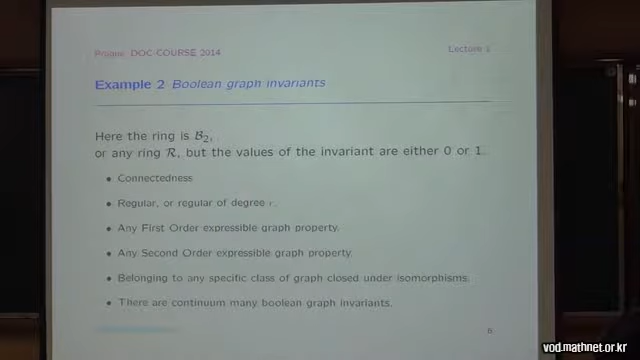 Prague DOC-COURSE 2014
Lecture 1
Example 2 Boolean graph invariants
Here the ring is B₂,
or any ring R, but the values of the invariant are either 0 or 1.
• Connectedness
• Regular, or regular of degree r.
• Any First Order expressible graph property.
• Any Second Order expressible graph property.
• Belonging to any specific class of graph closed under isomorphisms.
• There are continuum many boolean graph invariants.
6
vod.mathnet.or.kr